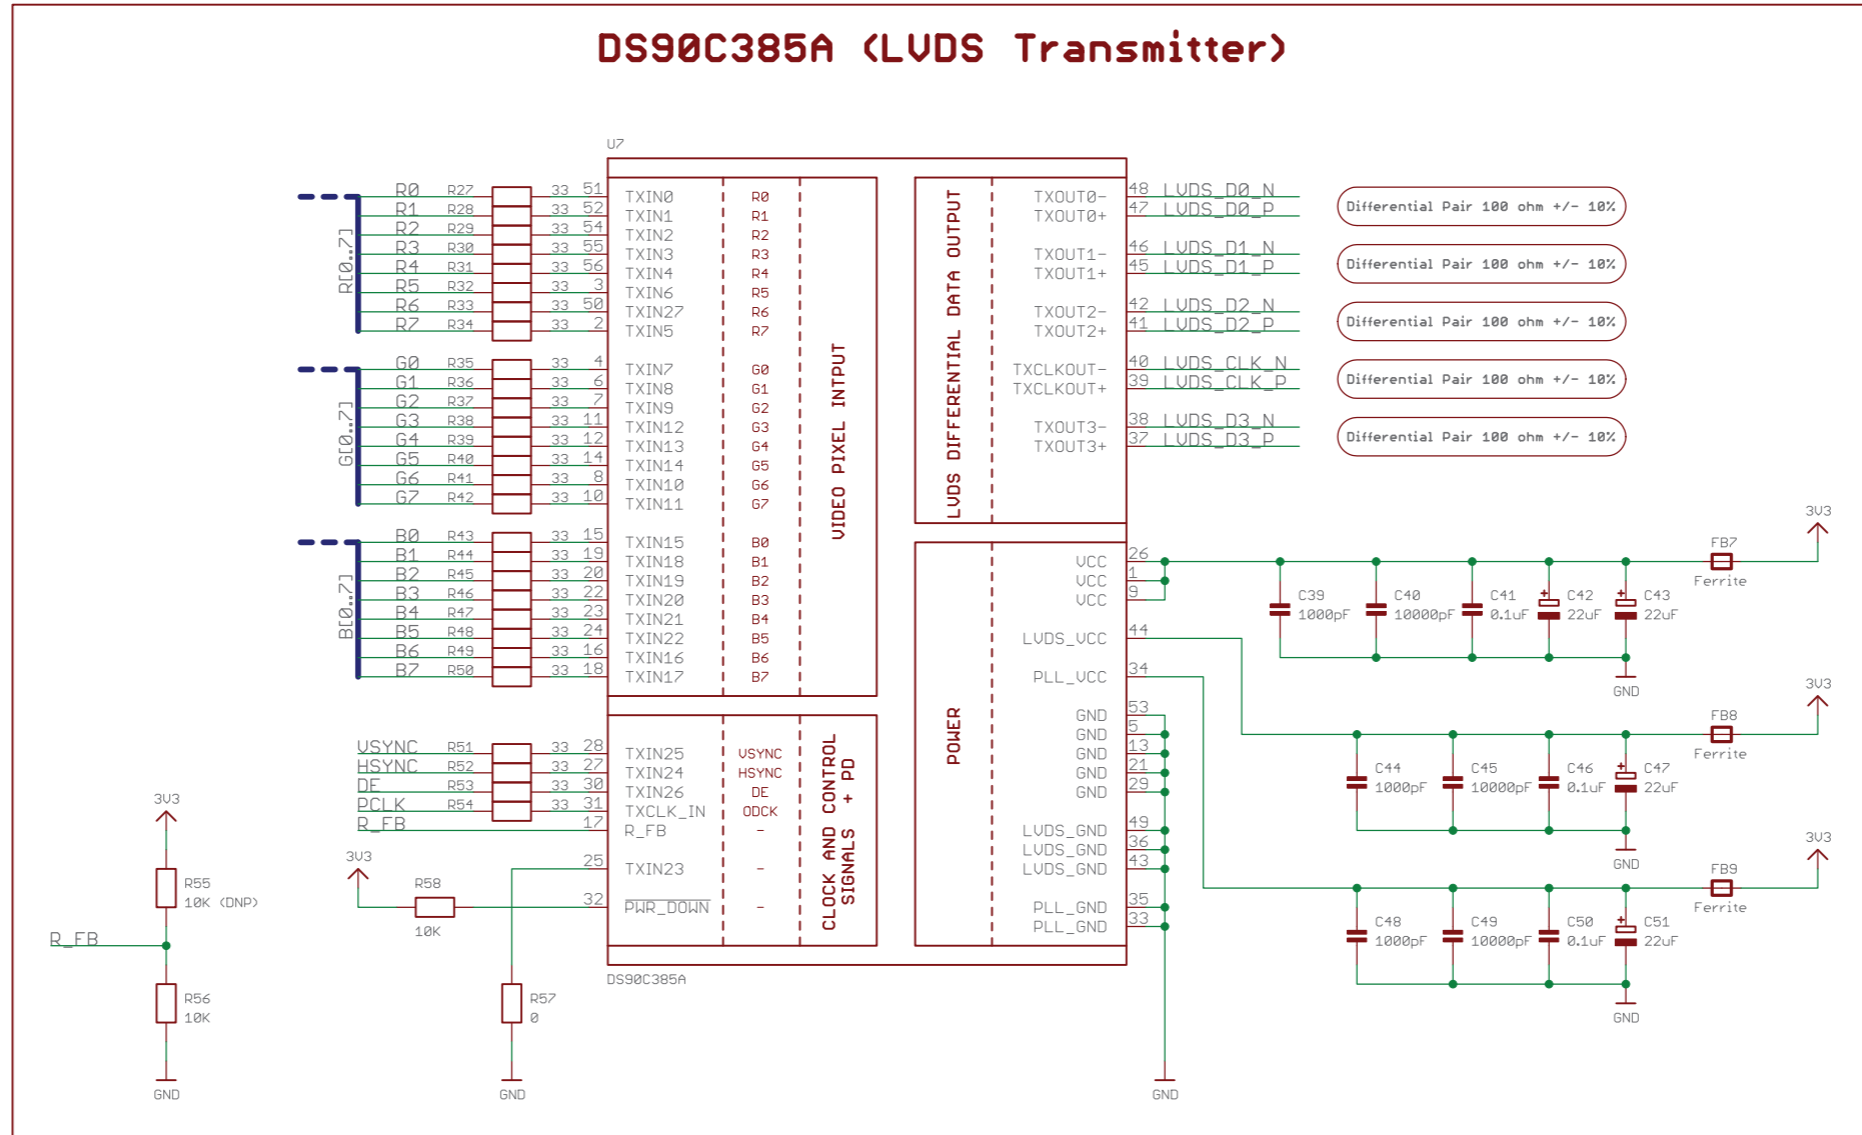 DS90C385A (LVDS Transmitter)
U7
R[0..7]
R0 R27 33 51 TXIN0 R0
R1 R28 33 52 TXIN1 R1
R2 R29 33 54 TXIN2 R2
R3 R30 33 55 TXIN3 R3
R4 R31 33 56 TXIN4 R4
R5 R32 33 3 TXIN6 R5
R6 R33 33 50 TXIN27 R6
R7 R34 33 2 TXIN5 R7
G[0..7]
G0 R35 33 4 TXIN7 G0
G1 R36 33 6 TXIN8 G1
G2 R37 33 7 TXIN9 G2
G3 R38 33 11 TXIN12 G3
G4 R39 33 12 TXIN13 G4
G5 R40 33 14 TXIN14 G5
G6 R41 33 8 TXIN10 G6
G7 R42 33 10 TXIN11 G7
B[0..7]
B0 R43 33 15 TXIN15 B0
B1 R44 33 19 TXIN18 B1
B2 R45 33 20 TXIN19 B2
B3 R46 33 22 TXIN20 B3
B4 R47 33 23 TXIN21 B4
B5 R48 33 24 TXIN22 B5
B6 R49 33 16 TXIN16 B6
B7 R50 33 18 TXIN17 B7
VIDEO PIXEL INTPUT
VSYNC R51 33 28 TXIN25 VSYNC
HSYNC R52 33 27 TXIN24 HSYNC
DE R53 33 30 TXIN26 DE
PCLK R54 33 31 TXCLK_IN ODCK
R_FB 17 R_FB -
25 TXIN23 -
32 PWR_DOWN -
CLOCK AND CONTROL
SIGNALS + PD
3V3
R58
10K
3V3
R55
10K (DNP)
R_FB
R56
10K
GND
R57
0
GND
DS90C385A
LVDS DIFFERENTIAL DATA OUTPUT
TXOUT0- 48 LVDS_D0_N
TXOUT0+ 47 LVDS_D0_P
Differential Pair 100 ohm +/- 10%
TXOUT1- 46 LVDS_D1_N
TXOUT1+ 45 LVDS_D1_P
Differential Pair 100 ohm +/- 10%
TXOUT2- 42 LVDS_D2_N
TXOUT2+ 41 LVDS_D2_P
Differential Pair 100 ohm +/- 10%
TXCLKOUT- 40 LVDS_CLK_N
TXCLKOUT+ 39 LVDS_CLK_P
Differential Pair 100 ohm +/- 10%
TXOUT3- 38 LVDS_D3_N
TXOUT3+ 37 LVDS_D3_P
Differential Pair 100 ohm +/- 10%
POWER
VCC 26
VCC 1
VCC 9
LVDS_VCC 44
PLL_VCC 34
GND 53
GND 5
GND 13
GND 21
GND 29
LVDS_GND 49
LVDS_GND 36
LVDS_GND 43
PLL_GND 35
PLL_GND 33
GND
3V3
FB7
Ferrite
C39
1000pF
C40
10000pF
C41
0.1uF
+ C42
22uF
+ C43
22uF
GND
3V3
FB8
Ferrite
C44
1000pF
C45
10000pF
C46
0.1uF
+ C47
22uF
GND
3V3
FB9
Ferrite
C48
1000pF
C49
10000pF
C50
0.1uF
+ C51
22uF
GND